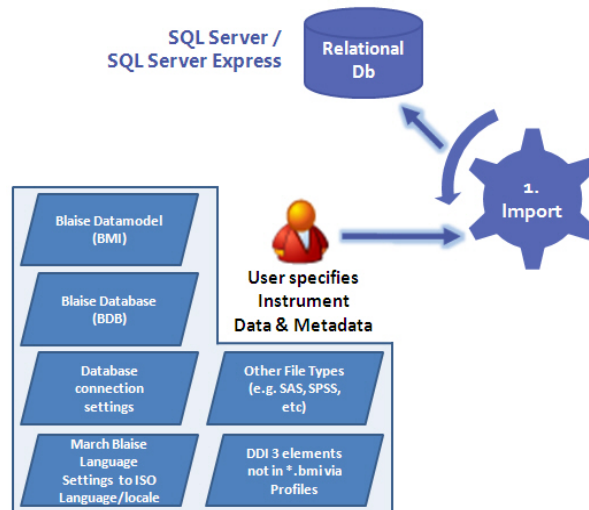 SQL Server /
SQL Server Express
Relational
Db
1.
Import
User specifies
Instrument
Data & Metadata
Blaise Datamodel
(BMI)
Blaise Database
(BDB)
Database
connection
settings
Other File Types
(e.g. SAS, SPSS,
etc)
March Blaise
Language
Settings to ISO
Language/locale
DDI 3 elements
not in *.bmi via
Profiles